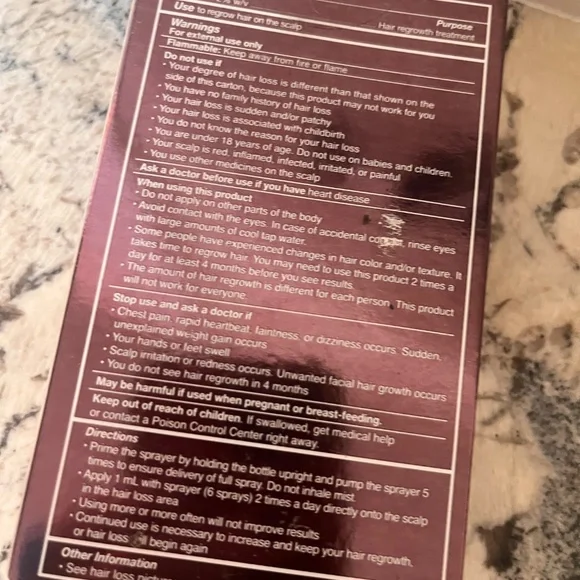 2% w/v
Purpose
Use to regrow hair on the scalp
Hair regrowth treatment
Warnings
For external use only
Flammable: Keep away from fire or flame
Do not use if
• Your degree of hair loss is different than that shown on the
side of this carton, because this product may not work for you
• You have no family history of hair loss
• Your hair loss is sudden and/or patchy
• Your hair loss is associated with childbirth
• You do not know the reason for your hair loss
• You are under 18 years of age. Do not use on babies and children.
• Your scalp is red, inflamed, infected, irritated, or painful
• You use other medicines on the scalp
Ask a doctor before use if you have heart disease
When using this product
• Do not apply on other parts of the body
• Avoid contact with the eyes. In case of accidental contact, rinse eyes
with large amounts of cool tap water.
• Some people have experienced changes in hair color and/or texture. It
takes time to regrow hair. You may need to use this product 2 times a
day for at least 4 months before you see results.
• The amount of hair regrowth is different for each person. This product
will not work for everyone.
Stop use and ask a doctor if
• Chest pain, rapid heartbeat, faintness, or dizziness occurs. Sudden,
unexplained weight gain occurs
• Your hands or feet swell
• Scalp irritation or redness occurs. Unwanted facial hair growth occurs
• You do not see hair regrowth in 4 months
May be harmful if used when pregnant or breast-feeding.
Keep out of reach of children. If swallowed, get medical help
or contact a Poison Control Center right away.
Directions
• Prime the sprayer by holding the bottle upright and pump the sprayer 5
times to ensure delivery of full spray. Do not inhale mist.
• Apply 1 mL with sprayer (6 sprays) 2 times a day directly onto the scalp
in the hair loss area
• Using more or more often will not improve results
• Continued use is necessary to increase and keep your hair regrowth,
or hair loss will begin again
Other Information
• See hair loss